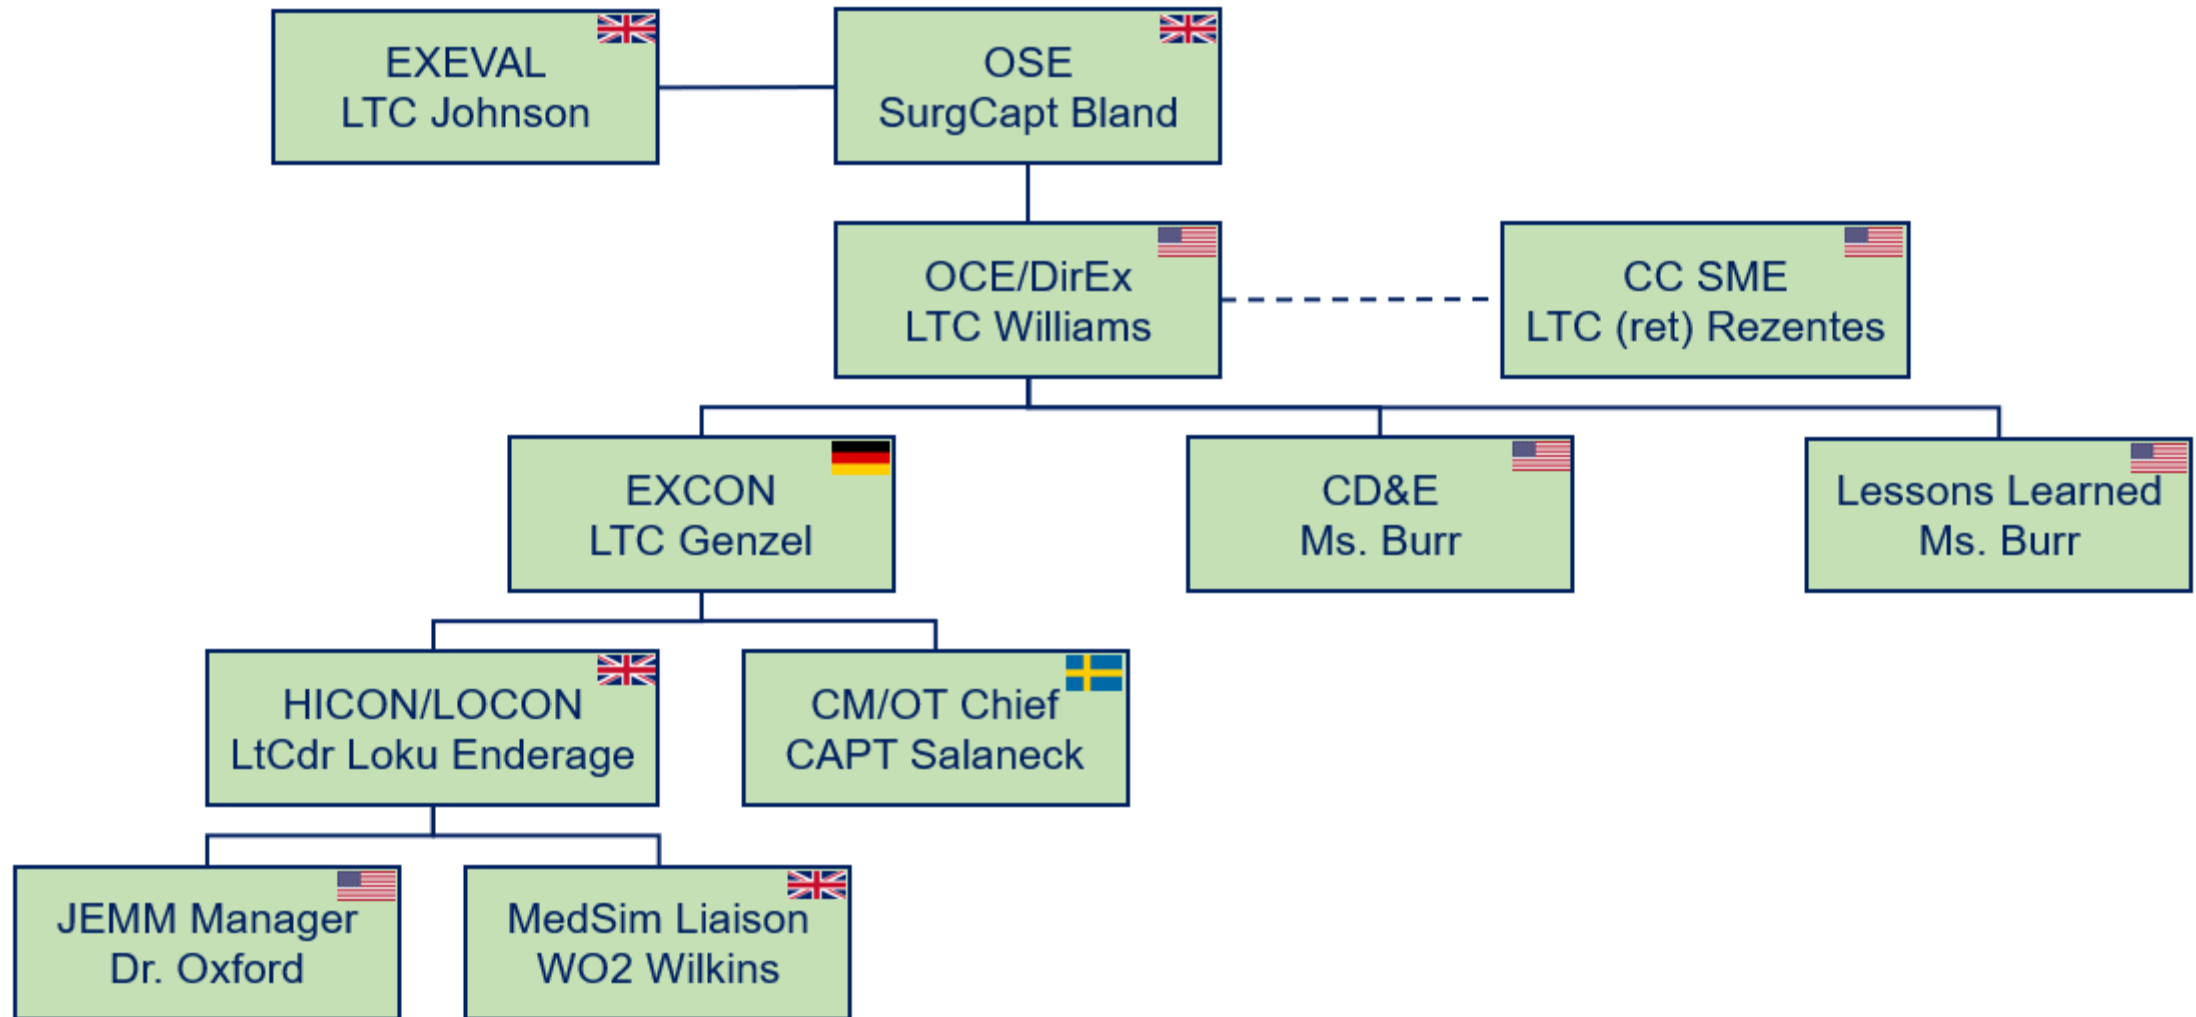 EXEVAL
LTC Johnson
OSE
SurgCapt Bland
OCE/DirEx
LTC Williams
CC SME
LTC (ret) Rezentes
EXCON
LTC Genzel
CD&E
Ms. Burr
Lessons Learned
Ms. Burr
HICON/LOCON
LtCdr Loku Enderage
CM/OT Chief
CAPT Salaneck
JEMM Manager
Dr. Oxford
MedSim Liaison
WO2 Wilkins